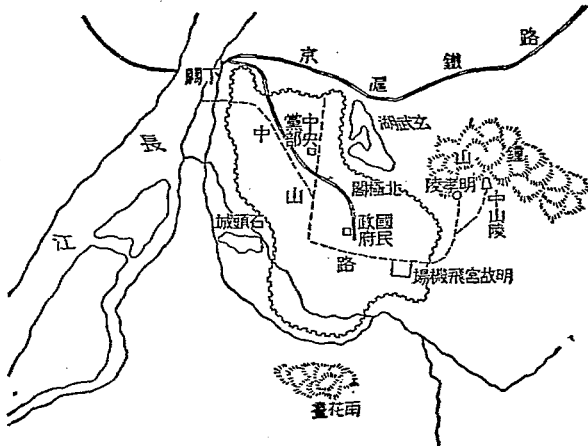 京滬鐵路
下關
長江
中央
黨部
玄武湖
鐘山
明孝陵
中山陵
北極閣
中山路
國民
政府
石頭城
明故宮飛機場
雨花臺